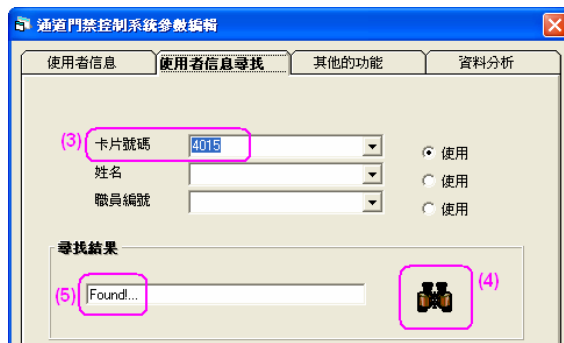 通道門禁控制系統參數編輯
使用者信息 使用者信息尋找 其他的功能 資料分析
(3) 卡片號碼 4015 使用
姓名 使用
職員編號 使用
尋找結果
(4)
(5) Found!...